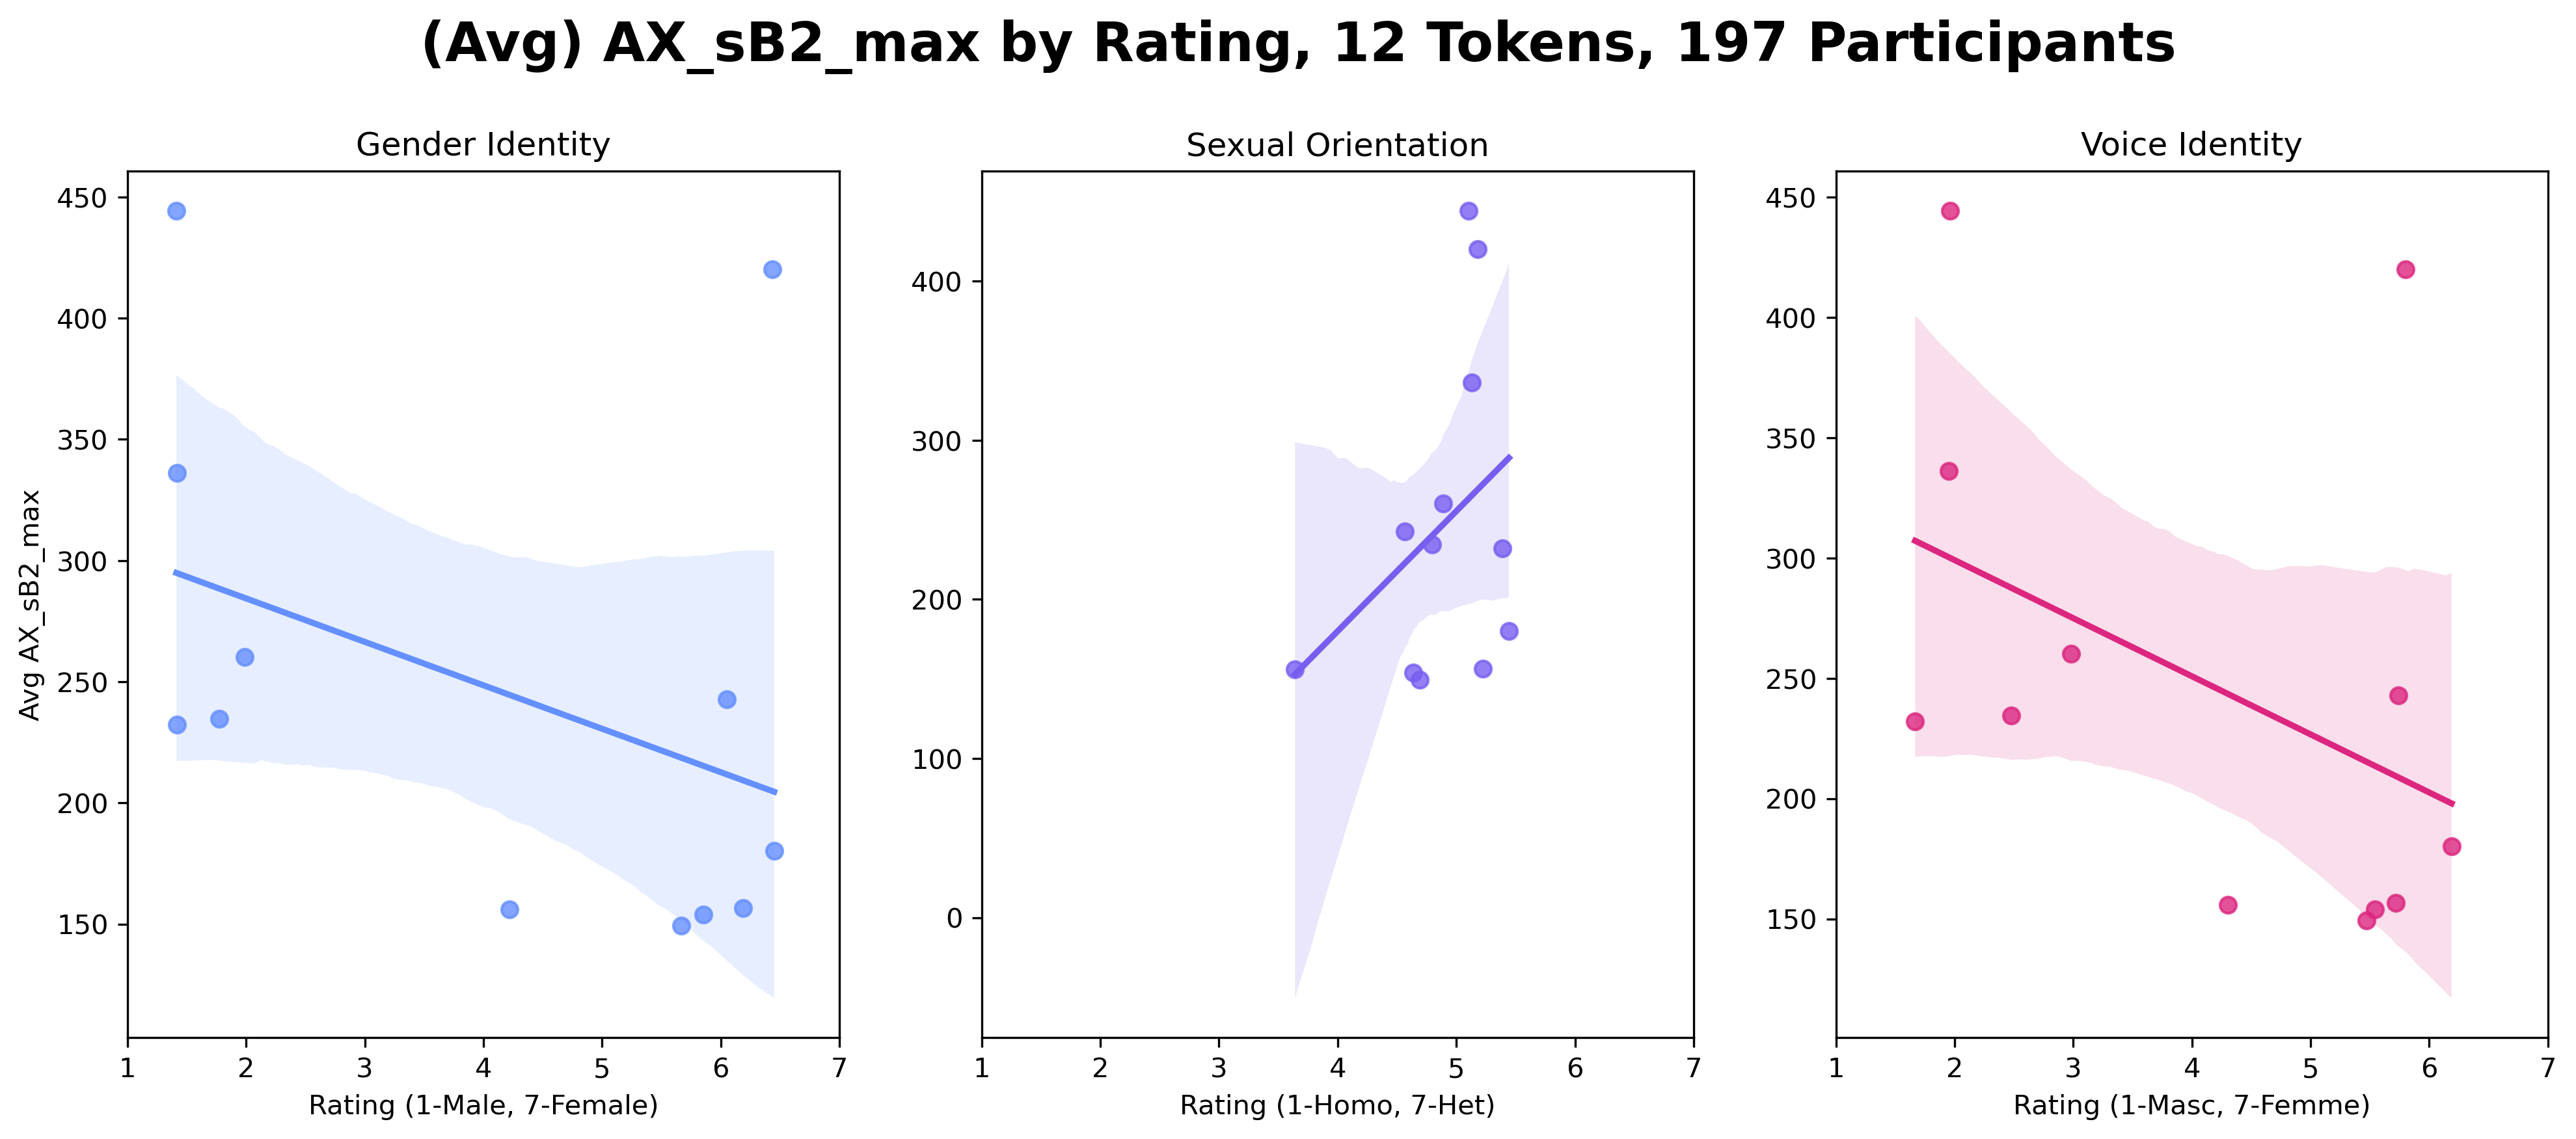 (Avg) AX_sB2_max by Rating, 12 Tokens, 197 Participants
Gender Identity
450
400
350
300
250
200
150
Avg AX_sB2_max
1 2 3 4 5 6 7
Rating (1-Male, 7-Female)
Sexual Orientation
400
300
200
100
0
1 2 3 4 5 6 7
Rating (1-Homo, 7-Het)
Voice Identity
450
400
350
300
250
200
150
1 2 3 4 5 6 7
Rating (1-Masc, 7-Femme)